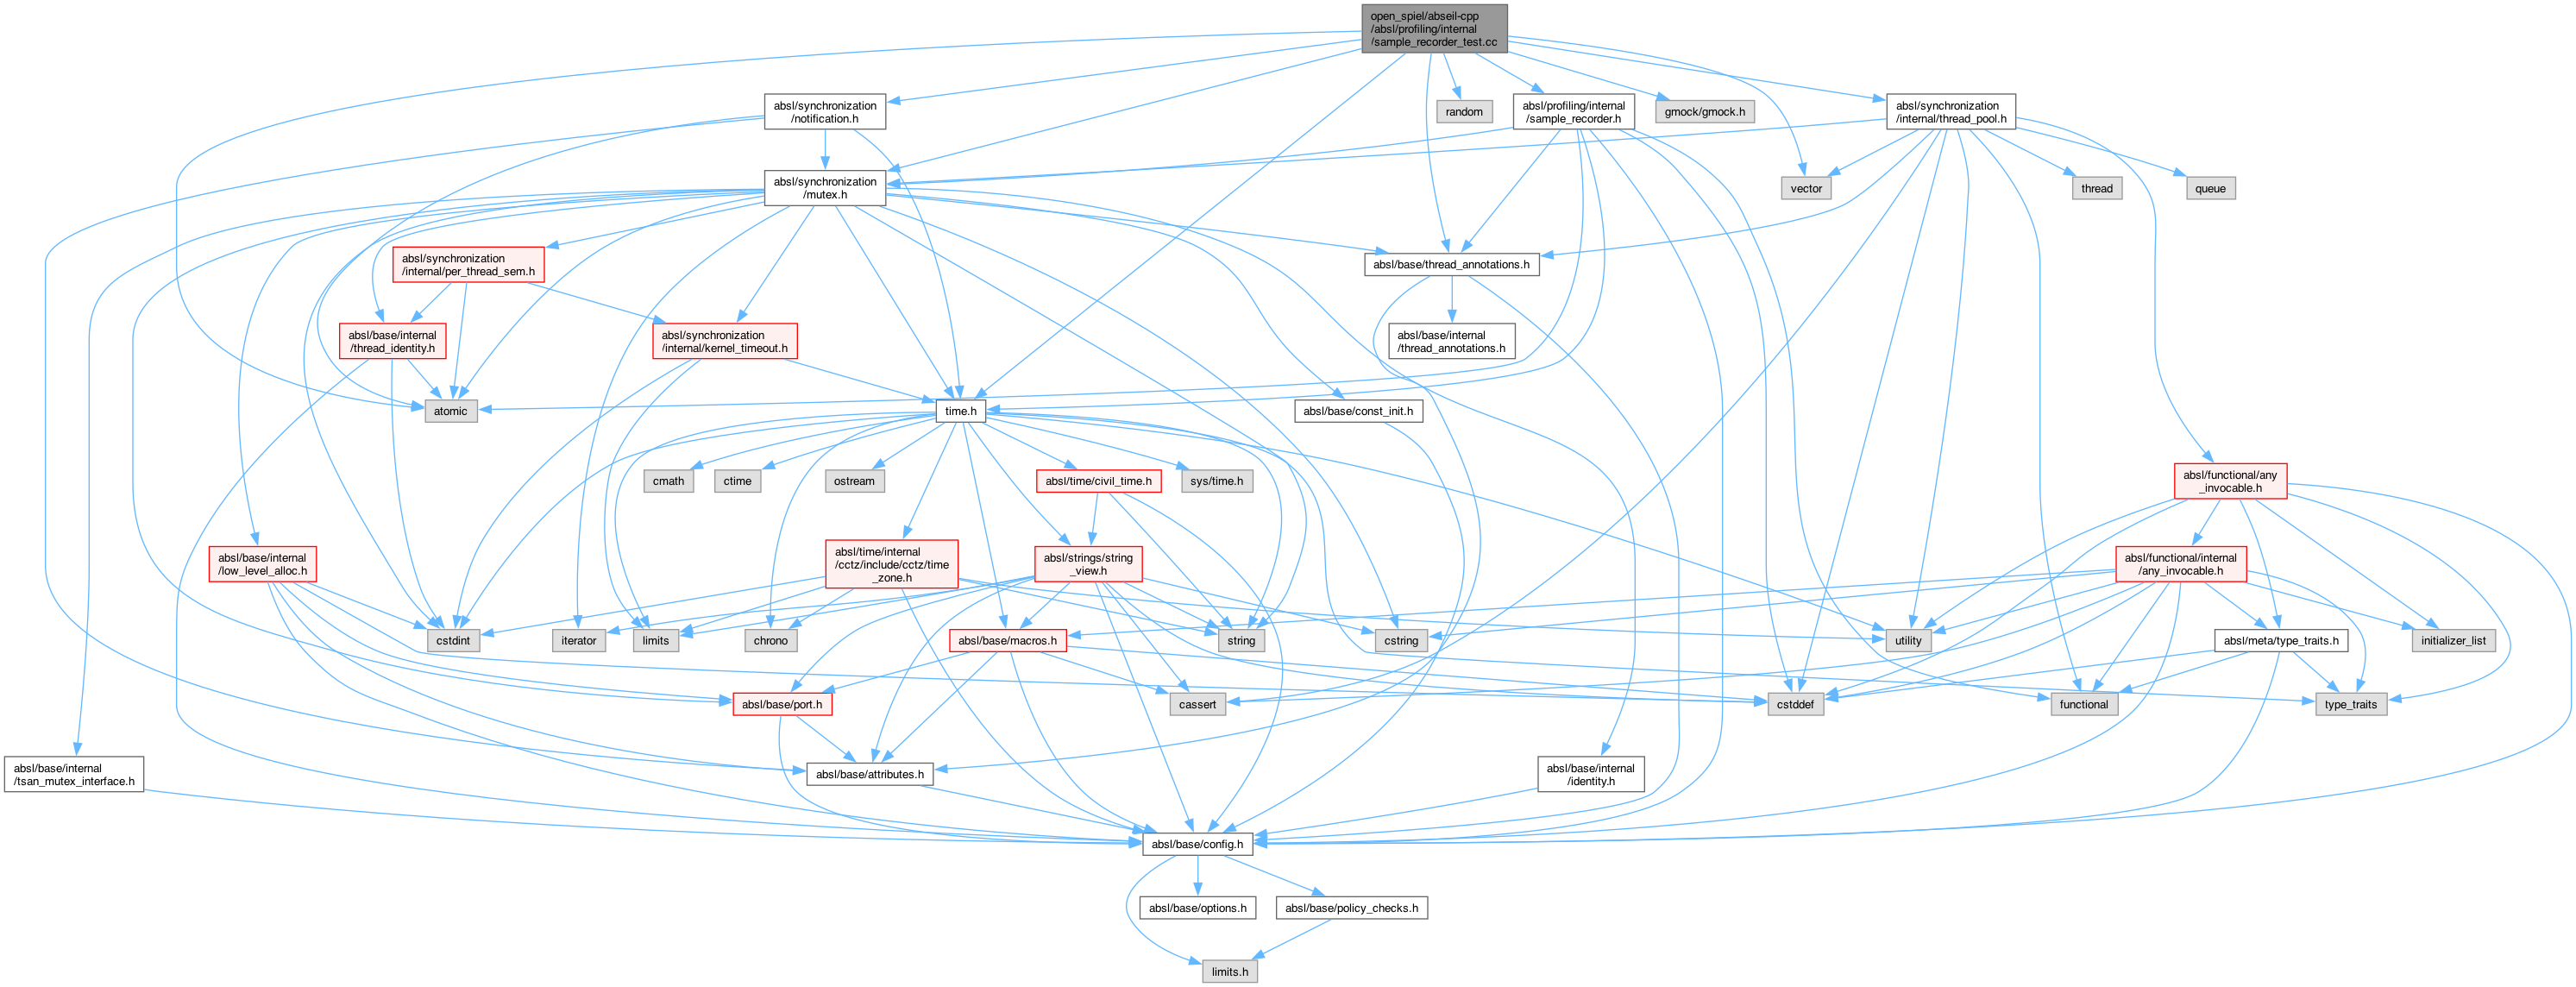 open_spiel/abseil-cpp
/absl/profiling/internal
/sample_recorder_test.cc
absl/synchronization
/notification.h
random
absl/profiling/internal
/sample_recorder.h
gmock/gmock.h
absl/synchronization
/internal/thread_pool.h
absl/synchronization
/mutex.h
vector
thread
queue
absl/synchronization
/internal/per_thread_sem.h
absl/base/thread_annotations.h
absl/base/internal
/thread_identity.h
absl/synchronization
/internal/kernel_timeout.h
absl/base/internal
/thread_annotations.h
atomic
time.h
absl/base/const_init.h
cmath
ctime
ostream
absl/time/civil_time.h
sys/time.h
absl/functional/any
_invocable.h
absl/base/internal
/low_level_alloc.h
absl/time/internal
/cctz/include/cctz/time
_zone.h
absl/strings/string
_view.h
absl/functional/internal
/any_invocable.h
cstdint
iterator
limits
chrono
string
absl/base/macros.h
cstring
utility
absl/meta/type_traits.h
initializer_list
absl/base/port.h
cassert
cstddef
functional
type_traits
absl/base/internal
/tsan_mutex_interface.h
absl/base/attributes.h
absl/base/internal
/identity.h
absl/base/config.h
absl/base/options.h
absl/base/policy_checks.h
limits.h